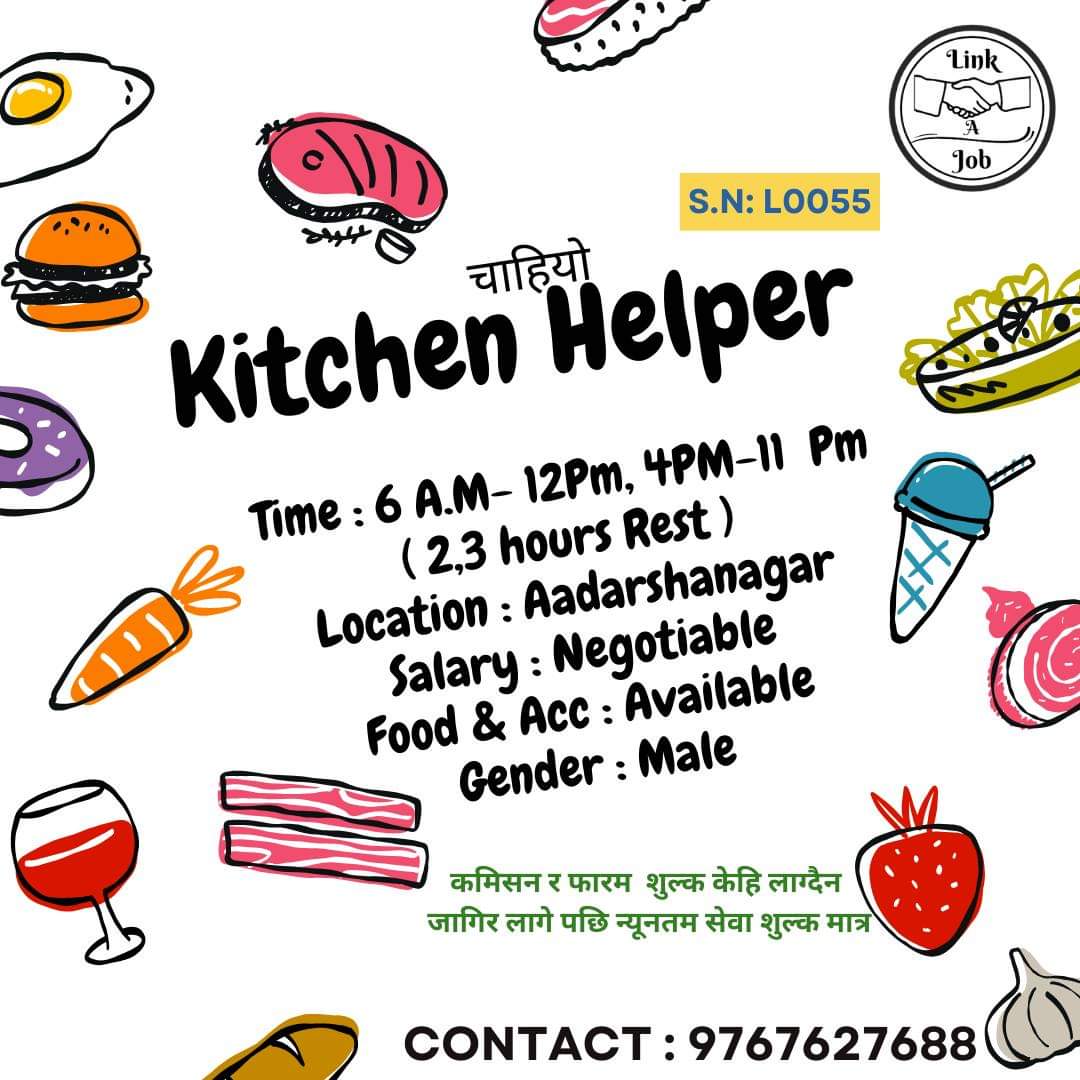 Link
A
Job
S.N: L0055
चाहियो
Kitchen Helper
Time : 6 A.M- 12Pm, 4PM-11 Pm
( 2,3 hours Rest )
Location : Aadarshanagar
Salary : Negotiable
Food & Acc : Available
Gender : Male
कमिसन र फारम शुल्क केहि लाग्दैन
जागिर लागे पछि न्यूनतम सेवा शुल्क मात्र
CONTACT : 9767627688